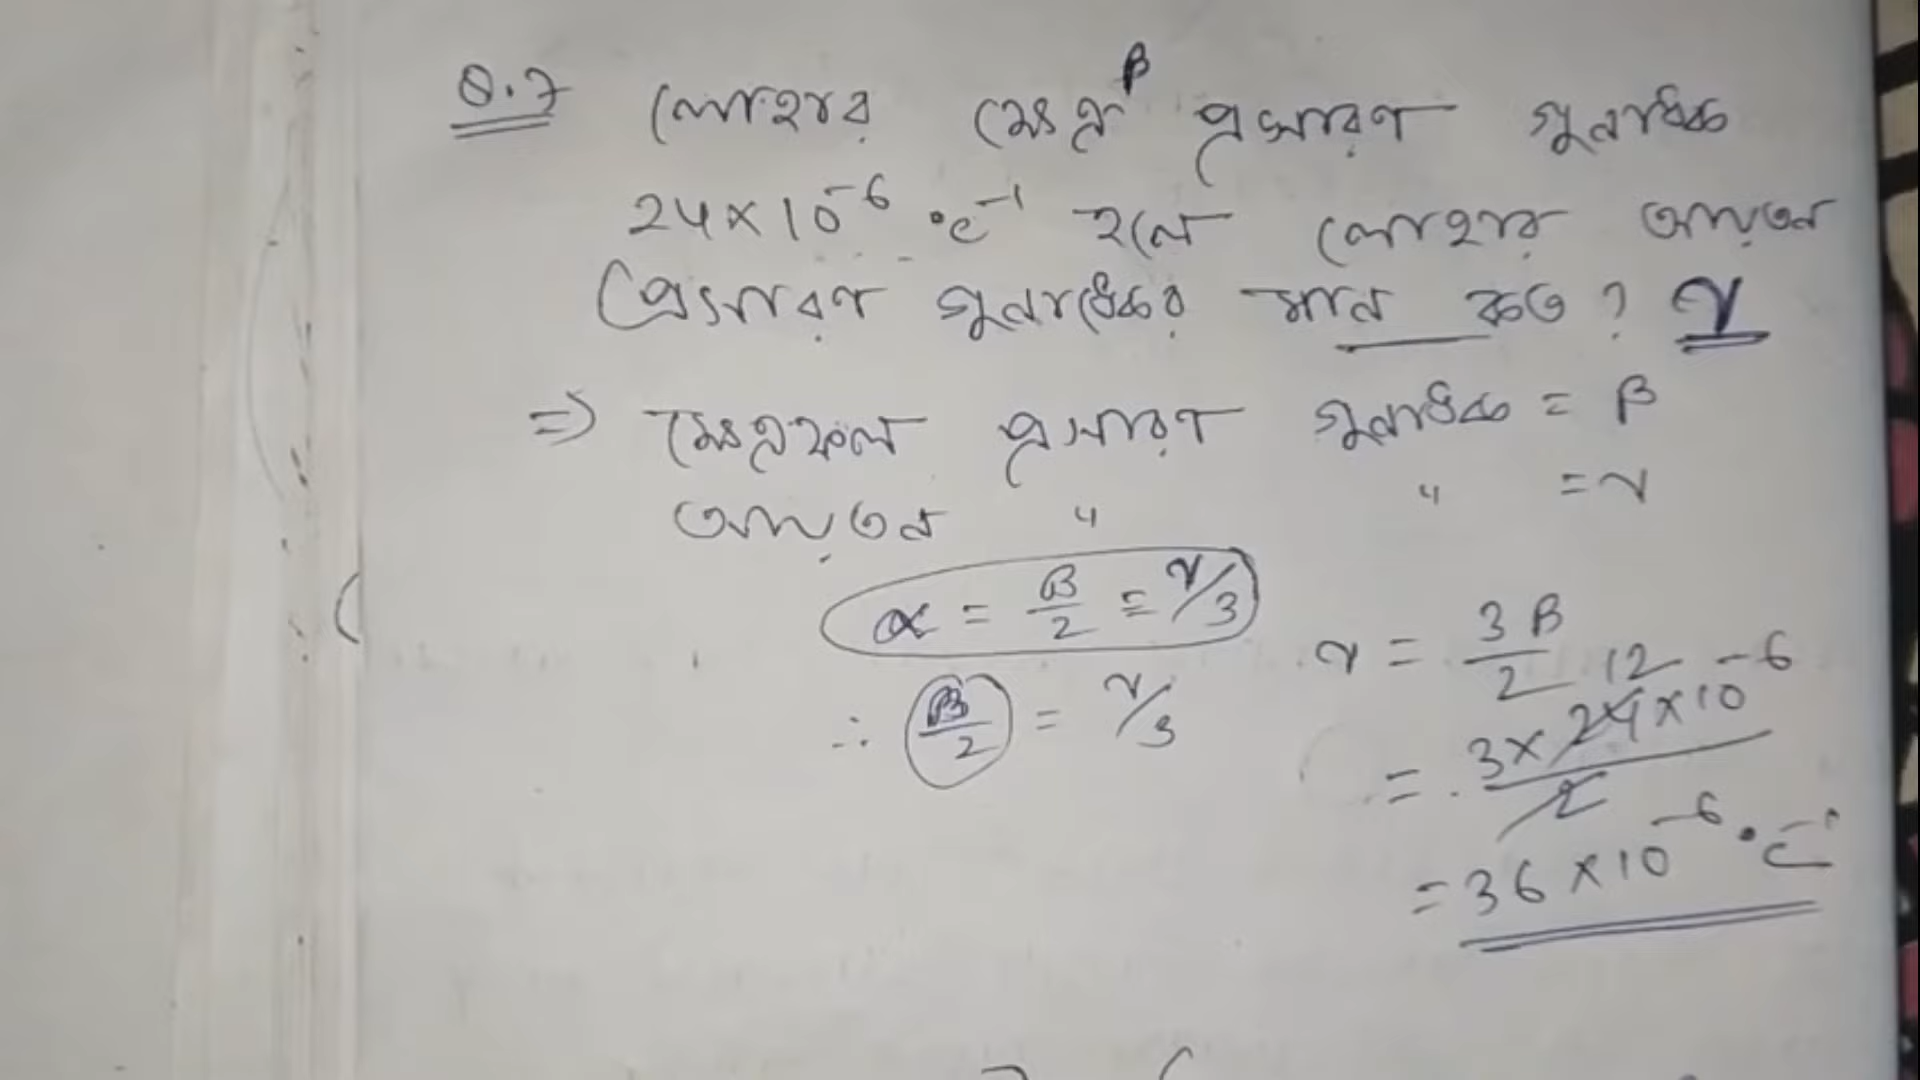 Q.7 লোহার ক্ষেত্র β প্রসারণ গুনাঙ্ক
24×10⁻⁶ °C⁻¹ হলে লোহার আয়তন
প্রসারণ গুনাঙ্কের মান কত? γ
⇒ ক্ষেত্রফল প্রসারণ গুনাঙ্ক = β
আয়তন " " = γ
α = β/2 = γ/3
∴ β/2 = γ/3
γ = 3β/2
= 3×24×10⁻⁶/2 12
= 36×10⁻⁶ °C⁻¹